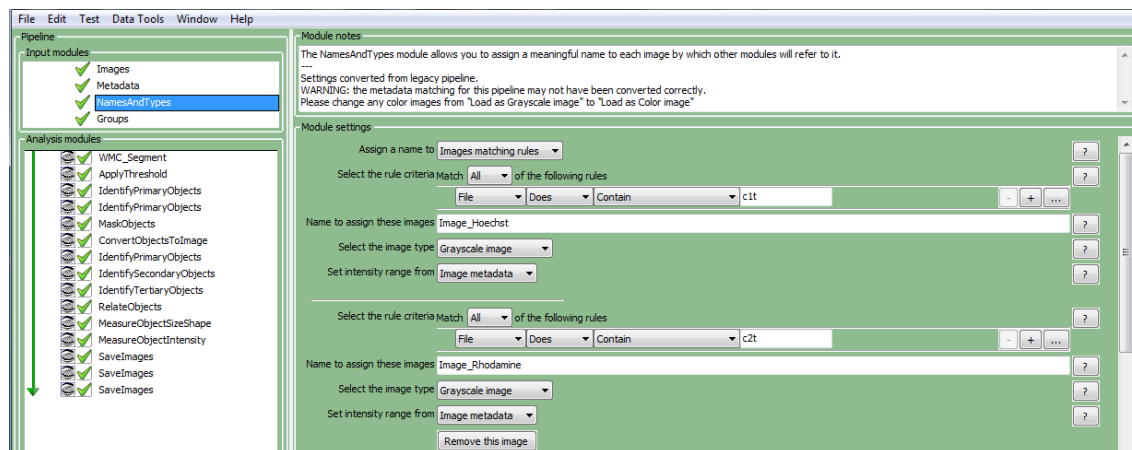 File Edit Test Data Tools Window Help
Pipeline
Input modules
Images
Metadata
NamesAndTypes
Groups
Analysis modules
WMC_Segment
ApplyThreshold
IdentifyPrimaryObjects
IdentifyPrimaryObjects
MaskObjects
ConvertObjectsToImage
IdentifyPrimaryObjects
IdentifySecondaryObjects
IdentifyTertiaryObjects
RelateObjects
MeasureObjectSizeShape
MeasureObjectIntensity
SaveImages
SaveImages
SaveImages
Module notes
The NamesAndTypes module allows you to assign a meaningful name to each image by which other modules will refer to it.
---
Settings converted from legacy pipeline.
WARNING: the metadata matching for this pipeline may not have been converted correctly.
Please change any color images from "Load as Grayscale image" to "Load as Color image"
Module settings
Assign a name to Images matching rules ?
Select the rule criteria Match All of the following rules ?
File Does Contain c1t - + ...
Name to assign these images Image_Hoechst ?
Select the image type Grayscale image ?
Set intensity range from Image metadata ?
Select the rule criteria Match All of the following rules ?
File Does Contain c2t - + ...
Name to assign these images Image_Rhodamine ?
Select the image type Grayscale image ?
Set intensity range from Image metadata ?
Remove this image